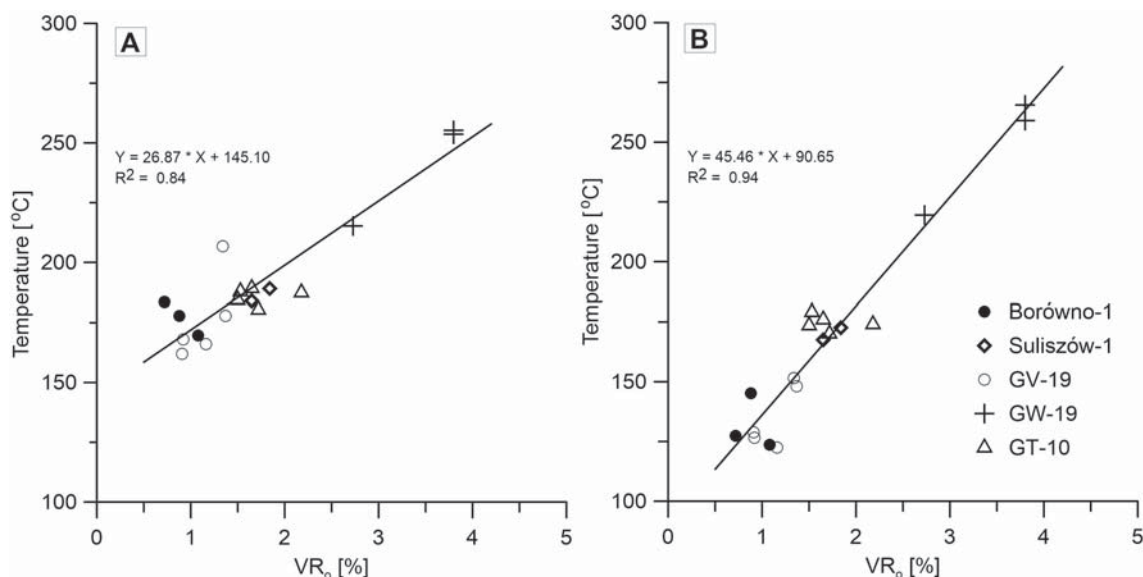 A
300
250
200
150
100
Temperature [°C]
Y = 26.87 * X + 145.10
R2 = 0.84
0 1 2 3 4 5
VRo [%]
B
300
250
200
150
100
Temperature [°C]
Y = 45.46 * X + 90.65
R2 = 0.94
Borówno-1
Suliszów-1
GV-19
GW-19
GT-10
0 1 2 3 4 5
VRo [%]